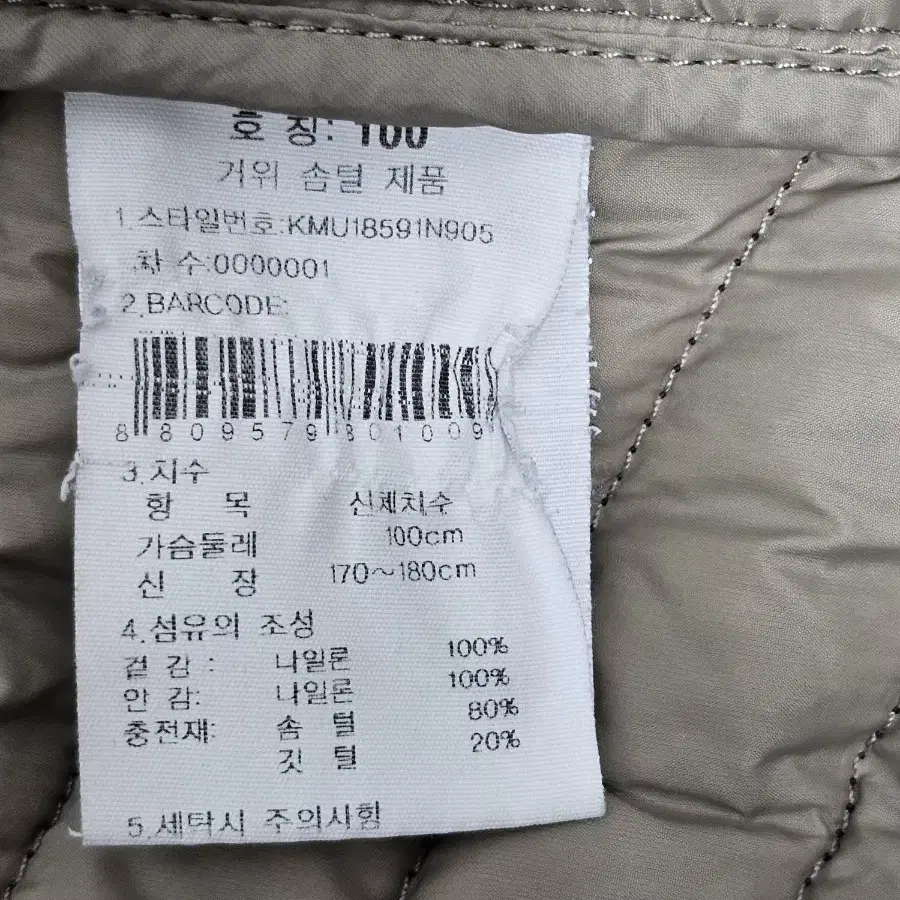 호 칭: 100
거위 솜털 제품
1.스타일번호:KMU18591N905
차 수:0000001
2.BARCODE:
8 809579 801009
3.치수
항 목 신체치수
가슴둘레 100cm
신 장 170~180cm
4.섬유의 조성
겉 감 : 나일론 100%
안 감: 나일론 100%
충전재: 솜 털 80%
깃 털 20%
5.세탁시 주의사항